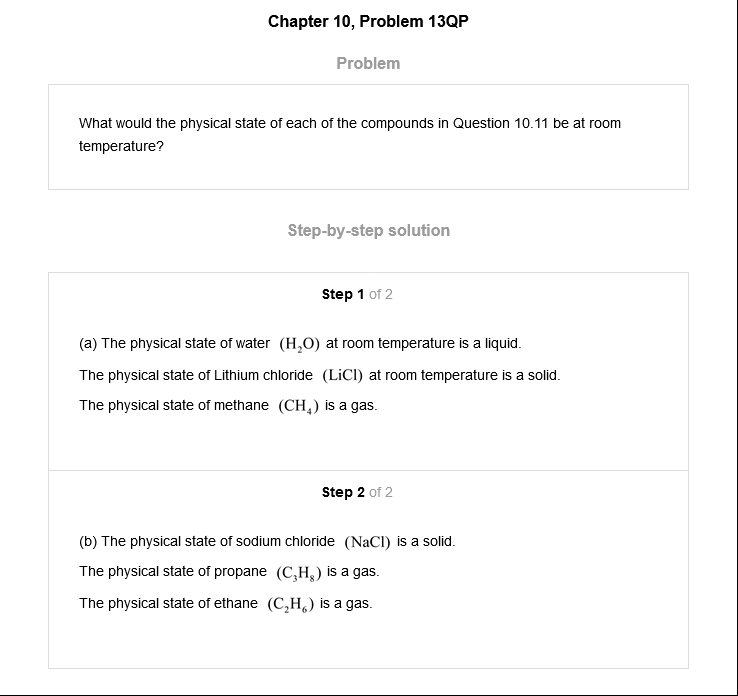 Chapter 10, Problem 13QP
Problem
What would the physical state of each of the compounds in Question 10.11 be at room
temperature?
Step-by-step solution
Step 1 of 2
(a) The physical state of water (H₂O) at room temperature is a liquid.
The physical state of Lithium chloride (LiCl) at room temperature is a solid.
The physical state of methane (CH₄) is a gas.
Step 2 of 2
(b) The physical state of sodium chloride (NaCl) is a solid.
The physical state of propane (C₃H₈) is a gas.
The physical state of ethane (C₂H₆) is a gas.